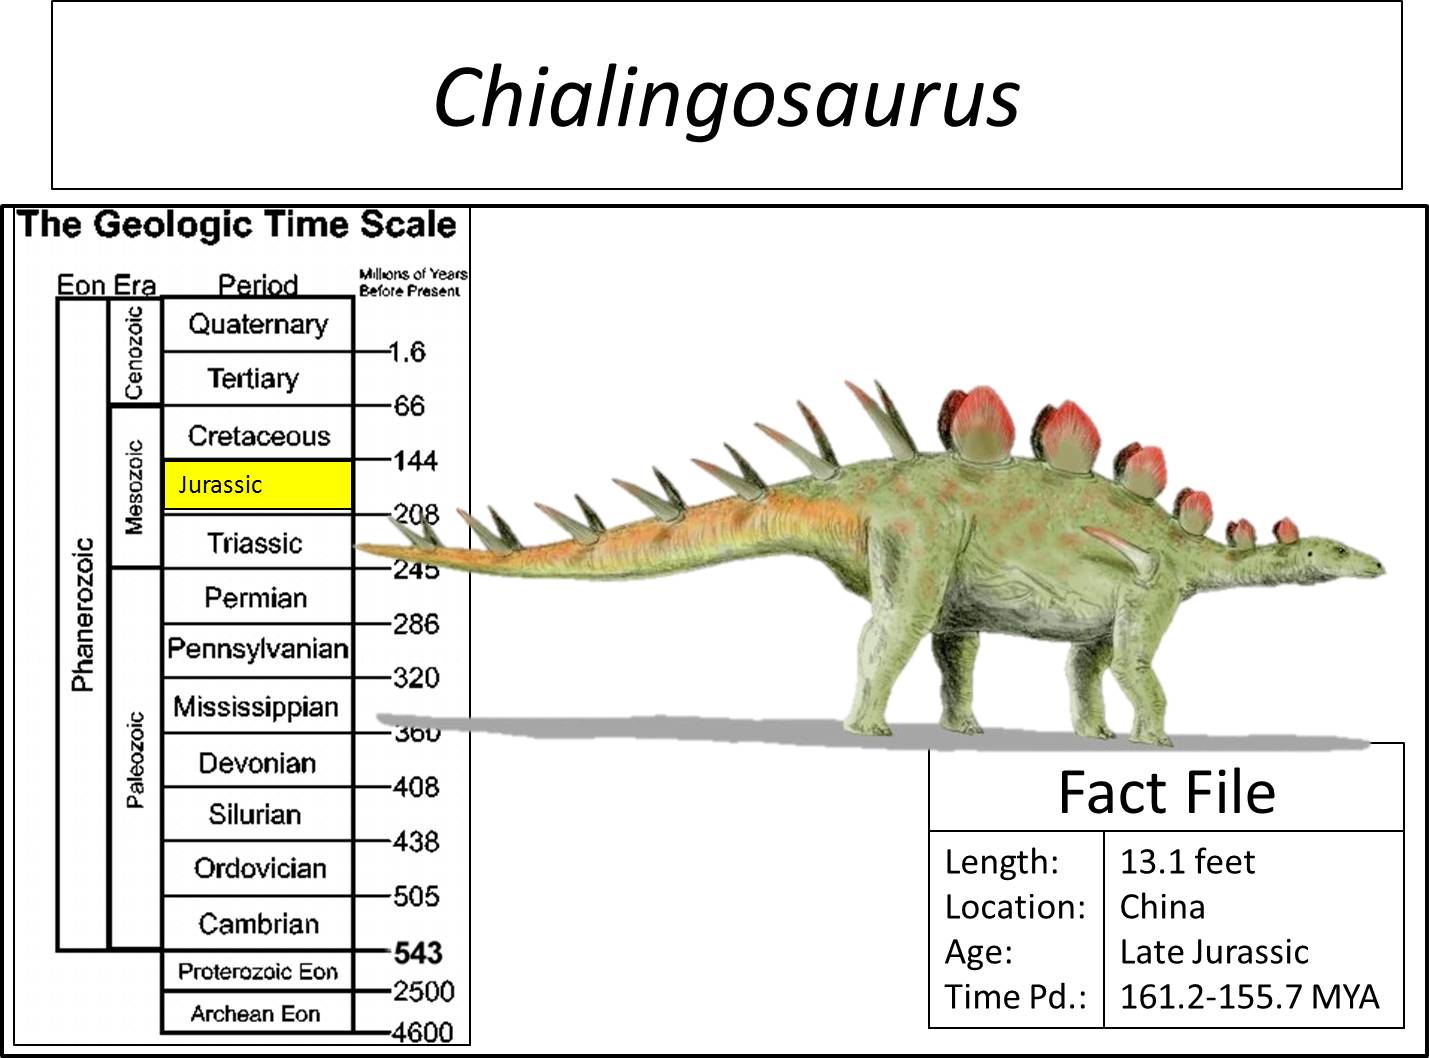 Chialingosaurus
The Geologic Time Scale
Eon Era Period Millions of Years
Before Present
Phanerozoic
Cenozoic
Quaternary
1.6
Tertiary
66
Mesozoic
Cretaceous
144
Jurassic
208
Triassic
245
Paleozoic
Permian
286
Pennsylvanian
320
Mississippian
360
Devonian
408
Silurian
438
Ordovician
505
Cambrian
543
Proterozoic Eon
2500
Archean Eon
4600
Fact File
Length: 13.1 feet
Location: China
Age: Late Jurassic
Time Pd.: 161.2-155.7 MYA